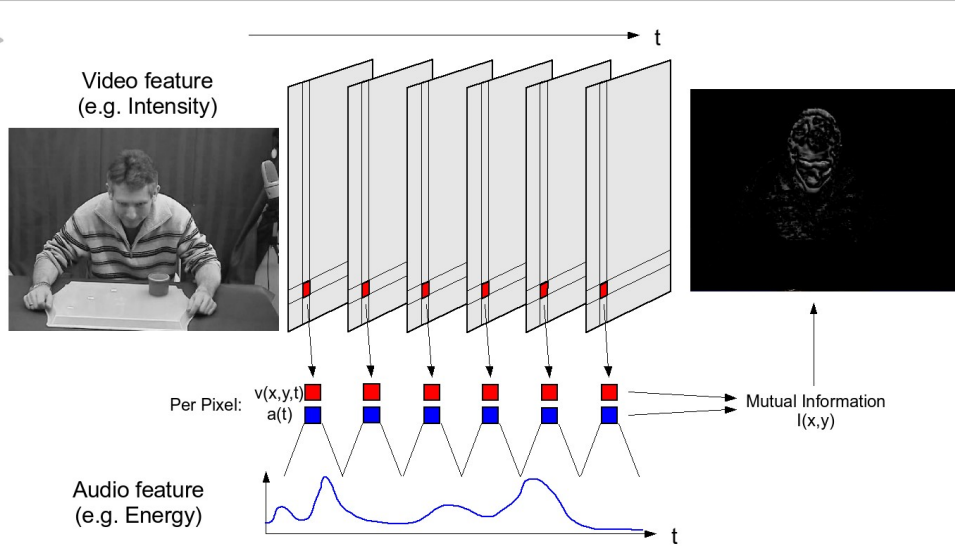 t
Video feature
(e.g. Intensity)
v(x,y,t)
Per Pixel:
a(t)
Mutual Information
I(x,y)
Audio feature
(e.g. Energy)
t